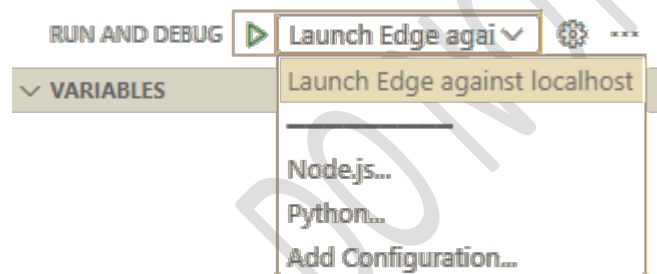 RUN AND DEBUG Launch Edge agai
Launch Edge against localhost
VARIABLES
Node.js...
Python...
Add Configuration...